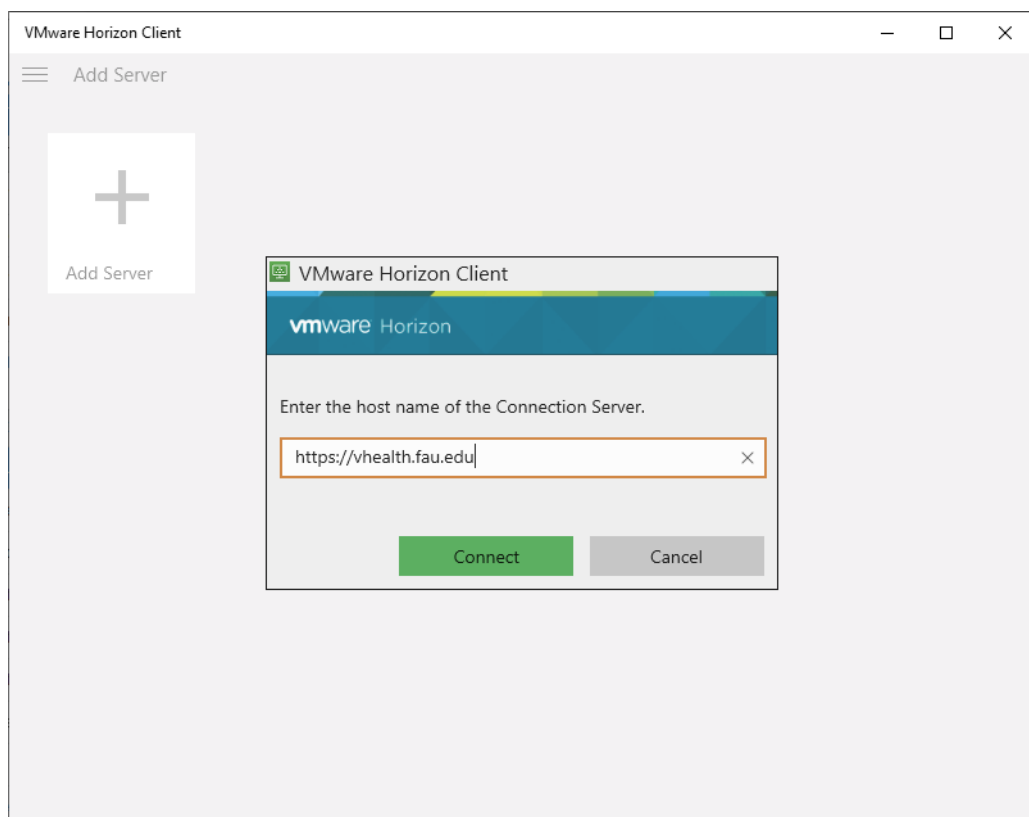 VMware Horizon Client
Add Server
Add Server
VMware Horizon Client
vmware Horizon
Enter the host name of the Connection Server.
https://vhealth.fau.edu
Connect Cancel